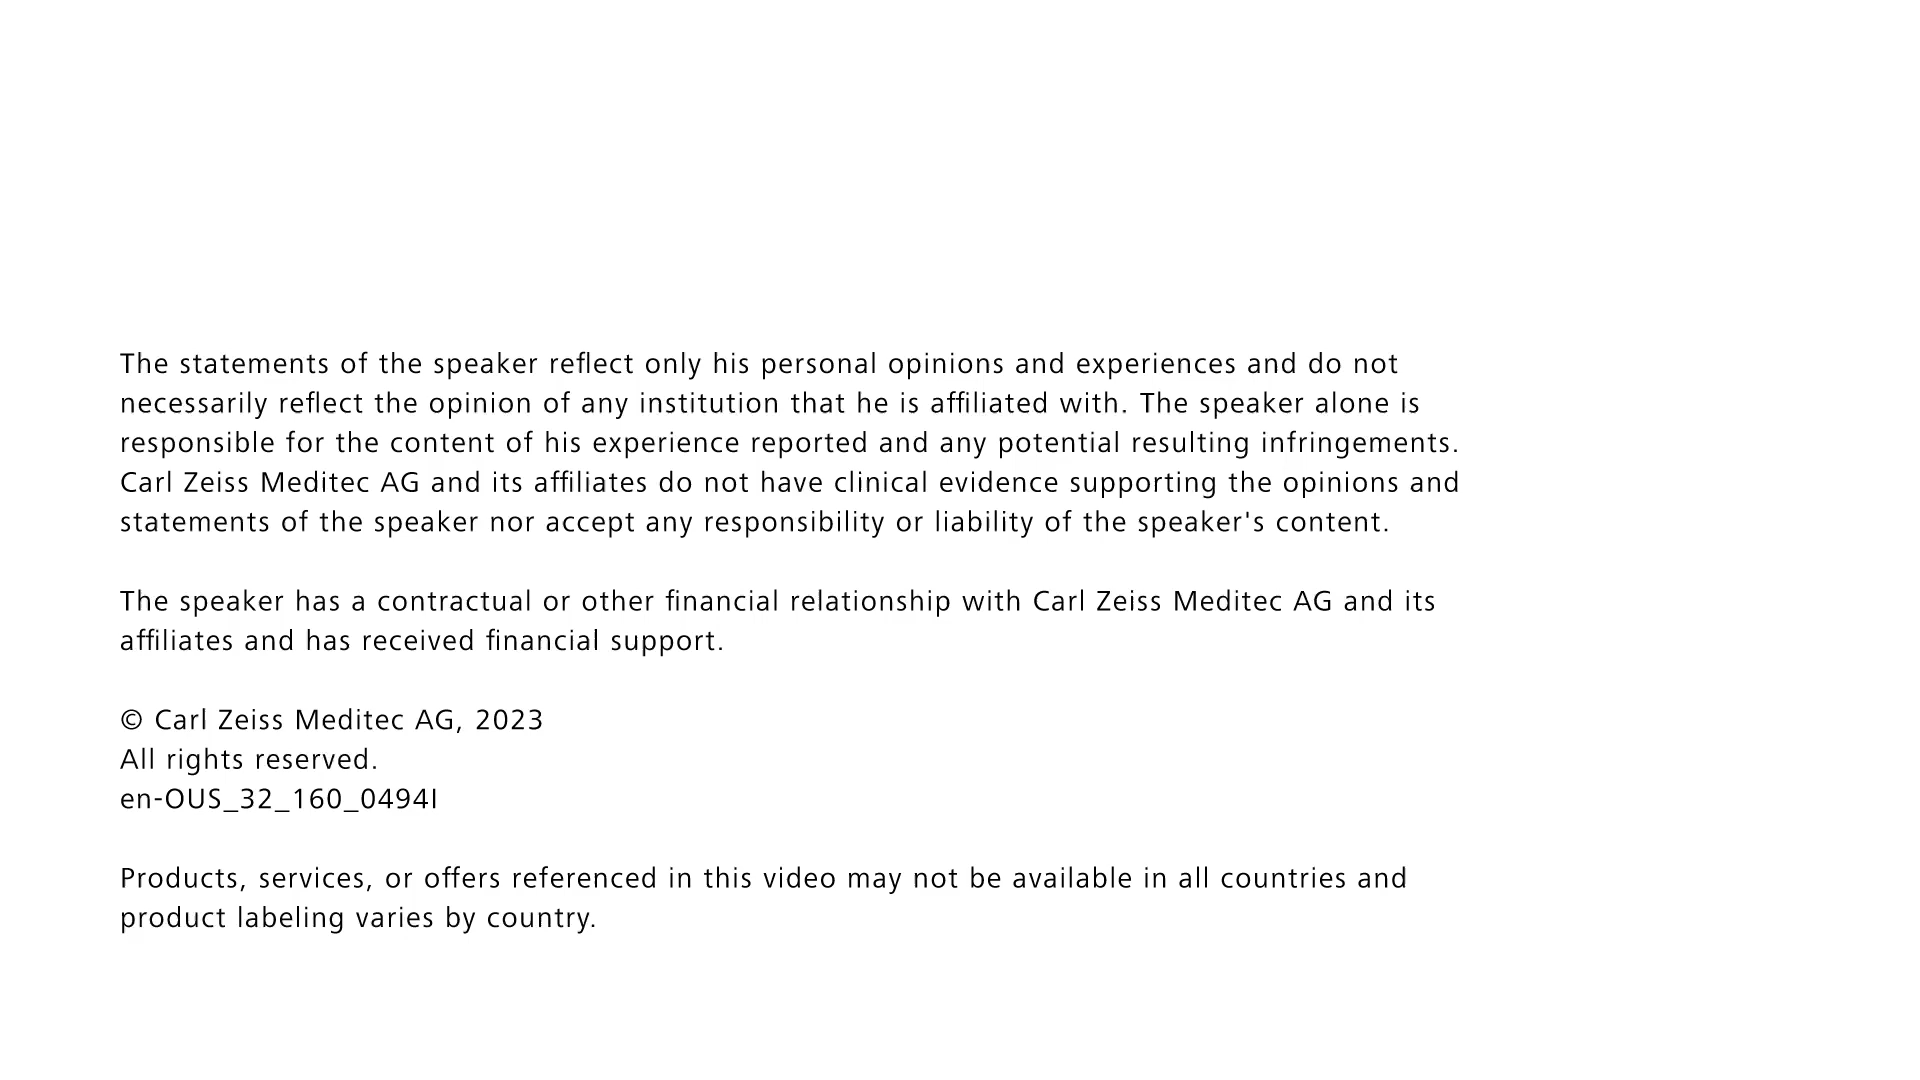 The statements of the speaker reflect only his personal opinions and experiences and do not
necessarily reflect the opinion of any institution that he is affiliated with. The speaker alone is
responsible for the content of his experience reported and any potential resulting infringements.
Carl Zeiss Meditec AG and its affiliates do not have clinical evidence supporting the opinions and
statements of the speaker nor accept any responsibility or liability of the speaker's content.
The speaker has a contractual or other financial relationship with Carl Zeiss Meditec AG and its
affiliates and has received financial support.
© Carl Zeiss Meditec AG, 2023
All rights reserved.
en-OUS_32_160_0494I
Products, services, or offers referenced in this video may not be available in all countries and
product labeling varies by country.